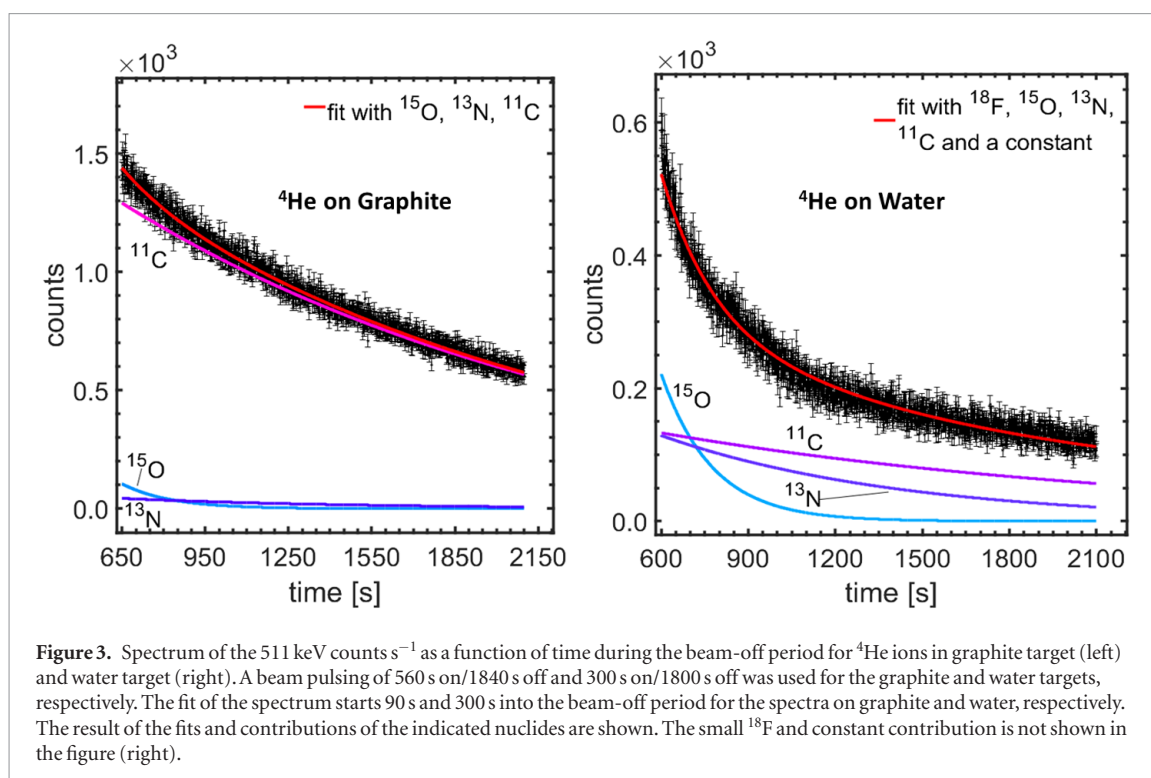 ×10³
fit with ¹⁵O, ¹³N, ¹¹C
⁴He on Graphite
¹¹C
¹⁵O
¹³N
counts
1.5
1.0
0.5
0.0
650 950 1250 1550 1850 2150
time [s]
×10³
fit with ¹⁸F, ¹⁵O, ¹³N,
¹¹C and a constant
⁴He on Water
¹⁵O
¹¹C
¹³N
counts
0.6
0.4
0.2
0.0
600 900 1200 1500 1800 2100
time [s]
Figure 3. Spectrum of the 511 keV counts s⁻¹ as a function of time during the beam-off period for ⁴He ions in graphite target (left)
and water target (right). A beam pulsing of 560 s on/1840 s off and 300 s on/1800 s off was used for the graphite and water targets,
respectively. The fit of the spectrum starts 90 s and 300 s into the beam-off period for the spectra on graphite and water, respectively.
The result of the fits and contributions of the indicated nuclides are shown. The small ¹⁸F and constant contribution is not shown in
the figure (right).